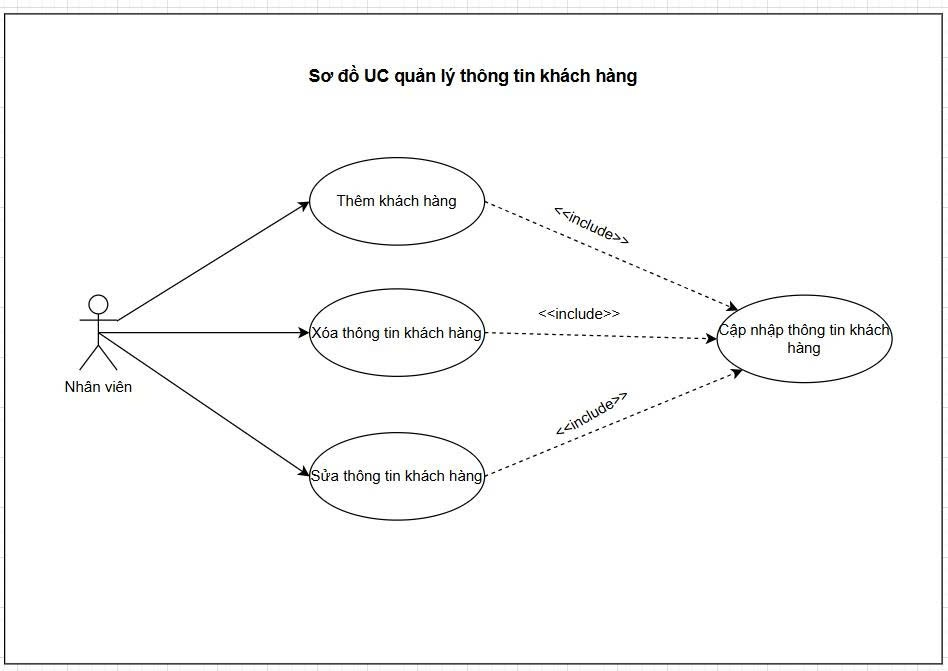 Sơ đồ UC quản lý thông tin khách hàng
Thêm khách hàng
<<include>>
<<include>>
Xóa thông tin khách hàng
Cập nhập thông tin khách
hàng
Nhân viên
<<include>>
Sửa thông tin khách hàng